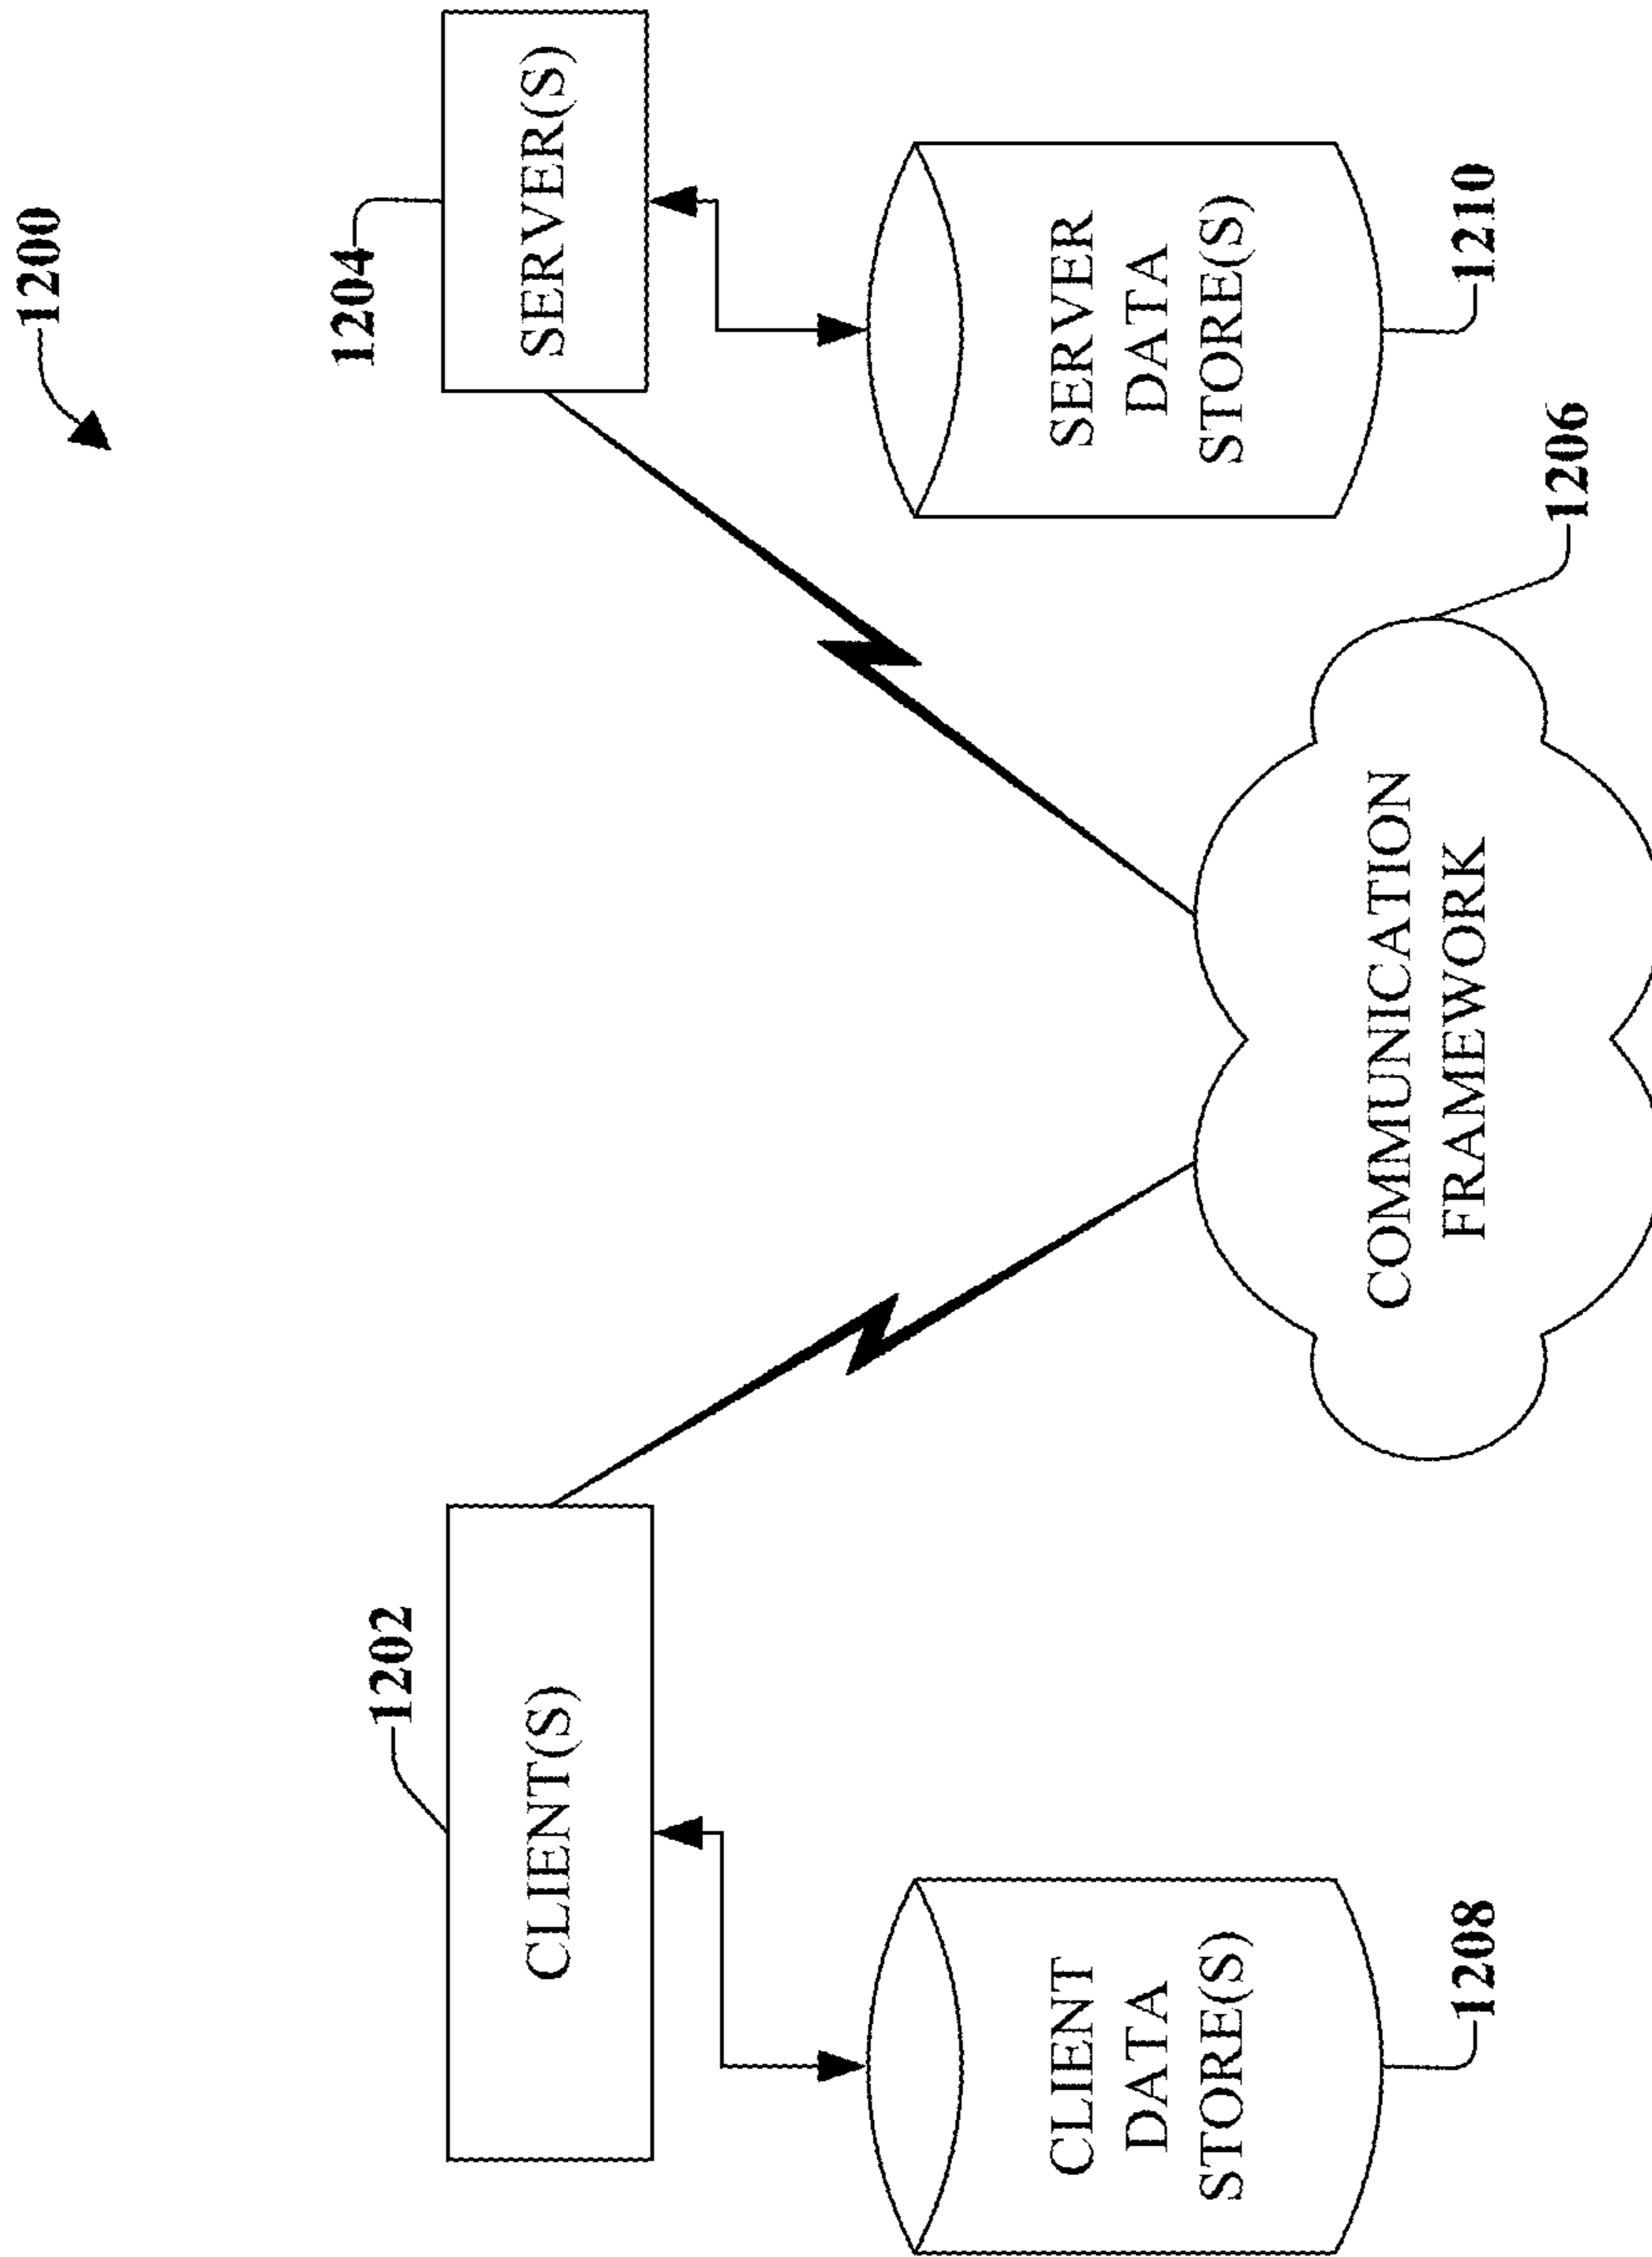 1200
1202
1204
CLIENT(S)
SERVER(S)
CLIENT
DATA
STORE(S)
SERVER
DATA
STORE(S)
1208
COMMUNICATION
FRAMEWORK
1210
1206